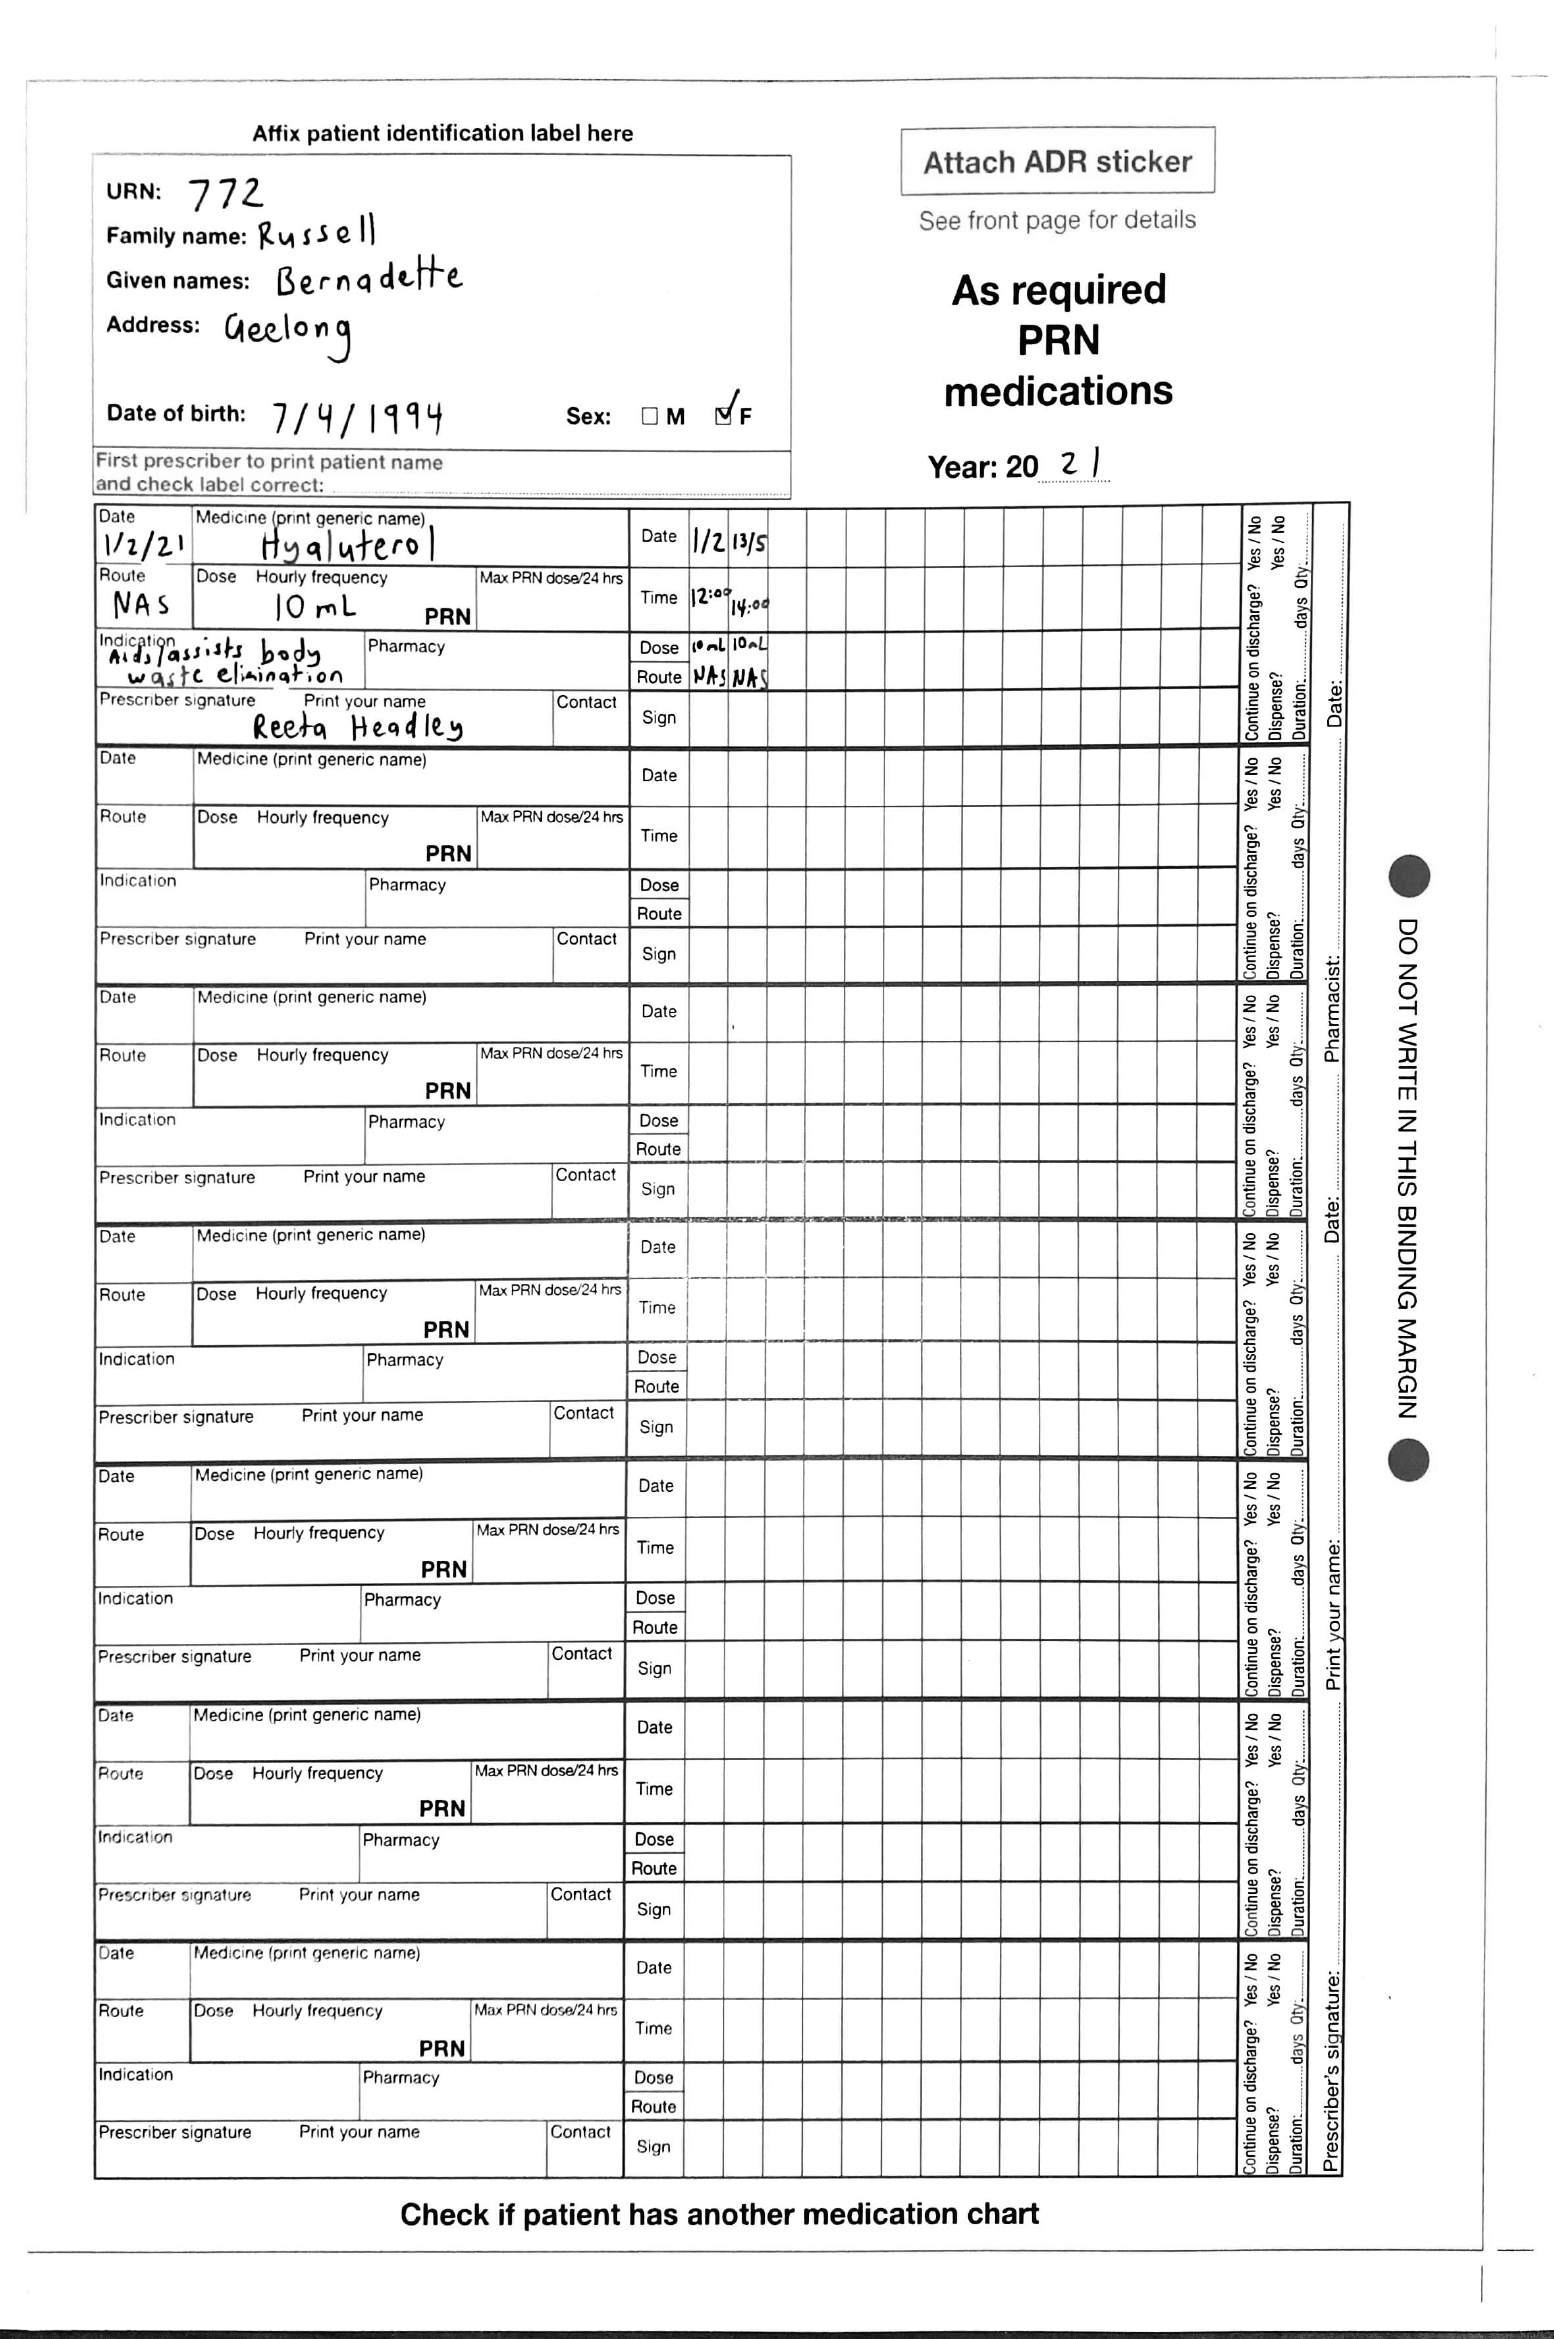 Affix patient identification label here
URN: 772
Family name: Russell
Given names: Bernadette
Address: Geelong
Date of birth: 7/4/1994 Sex: M F
First prescriber to print patient name
and check label correct:
Attach ADR sticker
See front page for details
As required
PRN
medications
Year: 20 21
Date Medicine (print generic name)
1/2/21 Hyaluterol
Route Dose Hourly frequency Max PRN dose/24 hrs
NAS 10 mL PRN
Indication Pharmacy
Aids/assists body
waste elimination
Prescriber signature Print your name Contact
Reeta Headley
Date 1/2 13/5
Time 12:00 14:00
Dose 10mL 10mL
Route NAS NAS
Sign
Continue on discharge? Yes / No
Dispense? Yes / No
Duration: days Qty:
Date Medicine (print generic name)
Route Dose Hourly frequency Max PRN dose/24 hrs
PRN
Indication Pharmacy
Prescriber signature Print your name Contact
Date
Time
Dose
Route
Sign
Continue on discharge? Yes / No
Dispense? Yes / No
Duration: days Qty:
Date Medicine (print generic name)
Route Dose Hourly frequency Max PRN dose/24 hrs
PRN
Indication Pharmacy
Prescriber signature Print your name Contact
Date
Time
Dose
Route
Sign
Continue on discharge? Yes / No
Dispense? Yes / No
Duration: days Qty:
Date Medicine (print generic name)
Route Dose Hourly frequency Max PRN dose/24 hrs
PRN
Indication Pharmacy
Prescriber signature Print your name Contact
Date
Time
Dose
Route
Sign
Continue on discharge? Yes / No
Dispense? Yes / No
Duration: days Qty:
Date Medicine (print generic name)
Route Dose Hourly frequency Max PRN dose/24 hrs
PRN
Indication Pharmacy
Prescriber signature Print your name Contact
Date
Time
Dose
Route
Sign
Continue on discharge? Yes / No
Dispense? Yes / No
Duration: days Qty:
Date Medicine (print generic name)
Route Dose Hourly frequency Max PRN dose/24 hrs
PRN
Indication Pharmacy
Prescriber signature Print your name Contact
Date
Time
Dose
Route
Sign
Continue on discharge? Yes / No
Dispense? Yes / No
Duration: days Qty:
Date Medicine (print generic name)
Route Dose Hourly frequency Max PRN dose/24 hrs
PRN
Indication Pharmacy
Prescriber signature Print your name Contact
Date
Time
Dose
Route
Sign
Continue on discharge? Yes / No
Dispense? Yes / No
Duration: days Qty:
Prescriber's signature: Print your name: Date: Pharmacist: Date:
DO NOT WRITE IN THIS BINDING MARGIN
Check if patient has another medication chart